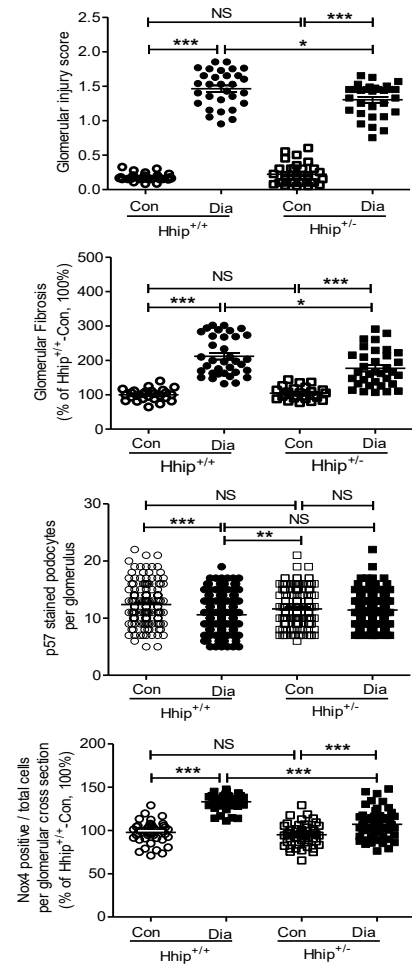 NS ***
*** *
Glomerular injury score
2.0
1.5
1.0
0.5
0.0
Con Dia Con Dia
Hhip+/+ Hhip+/-
NS ***
*** *
Glomerular Fibrosis
(% of Hhip+/+-Con, 100%)
500
400
300
200
100
0
Con Dia Con Dia
Hhip+/+ Hhip+/-
NS NS
*** NS
**
p57 stained podocytes
per glomerulus
30
20
10
0
Con Dia Con Dia
Hhip+/+ Hhip+/-
NS ***
*** ***
Nox4 positive / total cells
per glomerular cross section
(% of Hhip+/+-Con, 100%)
200
150
100
50
0
Con Dia Con Dia
Hhip+/+ Hhip+/-